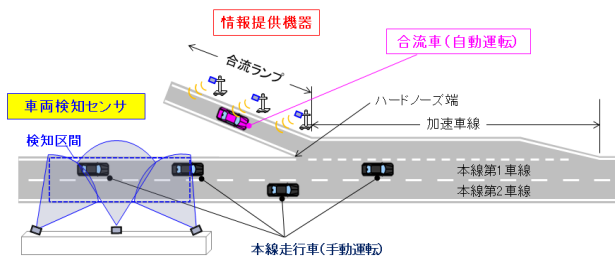 情報提供機器
合流車(自動運転)
合流ランプ
車両検知センサ
ハードノーズ端
加速車線
検知区間
本線第1車線
本線第2車線
本線走行車(手動運転)